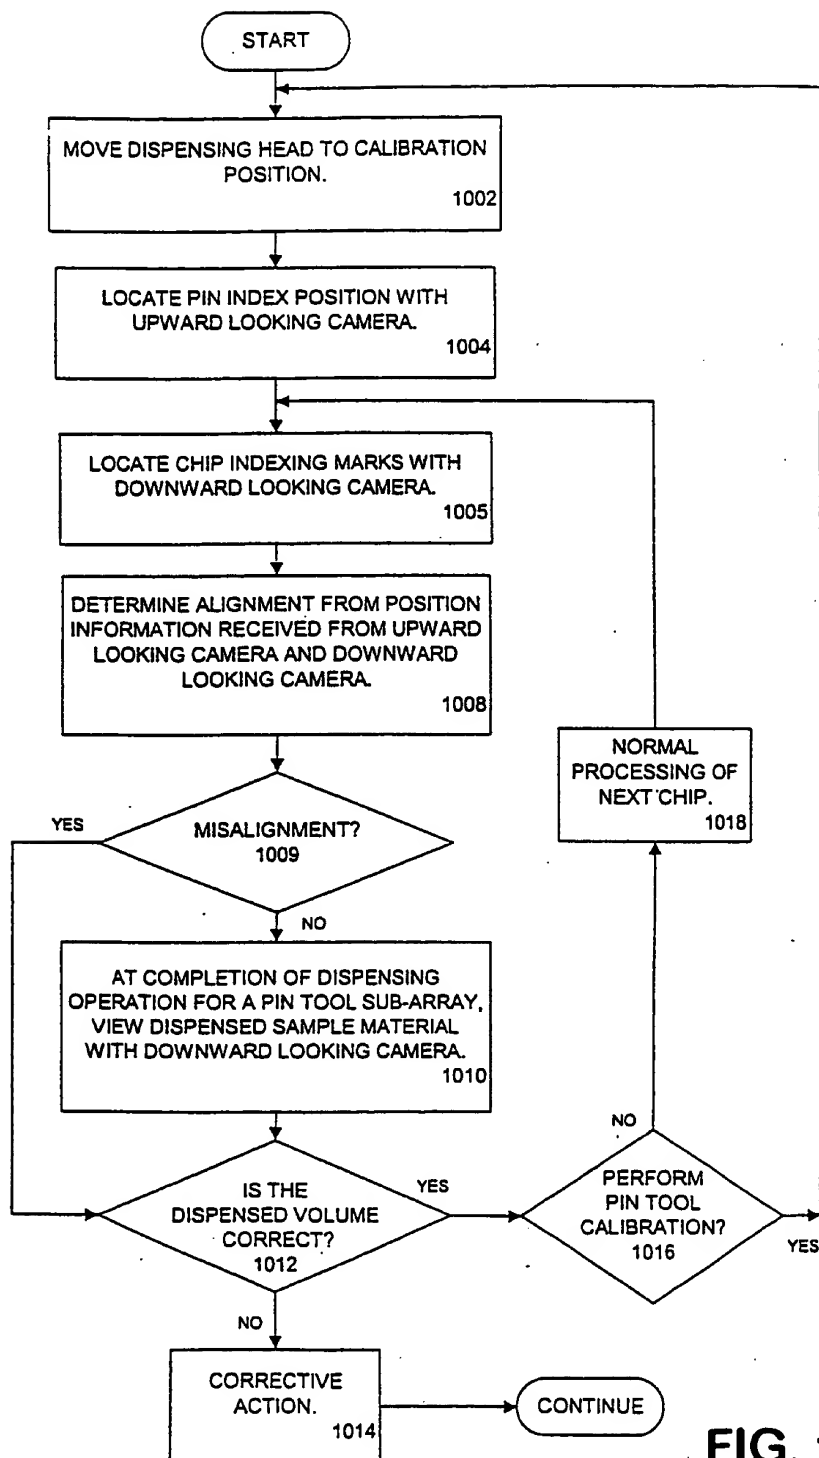 START
MOVE DISPENSING HEAD TO CALIBRATION
POSITION.
1002
LOCATE PIN INDEX POSITION WITH
UPWARD LOOKING CAMERA.
1004
LOCATE CHIP INDEXING MARKS WITH
DOWNWARD LOOKING CAMERA.
1005
DETERMINE ALIGNMENT FROM POSITION
INFORMATION RECEIVED FROM UPWARD
LOOKING CAMERA AND DOWNWARD
LOOKING CAMERA.
1008
NORMAL
PROCESSING OF
NEXT CHIP.
1018
YES
MISALIGNMENT?
1009
NO
AT COMPLETION OF DISPENSING
OPERATION FOR A PIN TOOL SUB-ARRAY,
VIEW DISPENSED SAMPLE MATERIAL
WITH DOWNWARD LOOKING CAMERA.
1010
NO
IS THE
DISPENSED VOLUME
CORRECT?
1012
YES
PERFORM
PIN TOOL
CALIBRATION?
1016
YES
NO
CORRECTIVE
ACTION.
1014
CONTINUE
FIG.